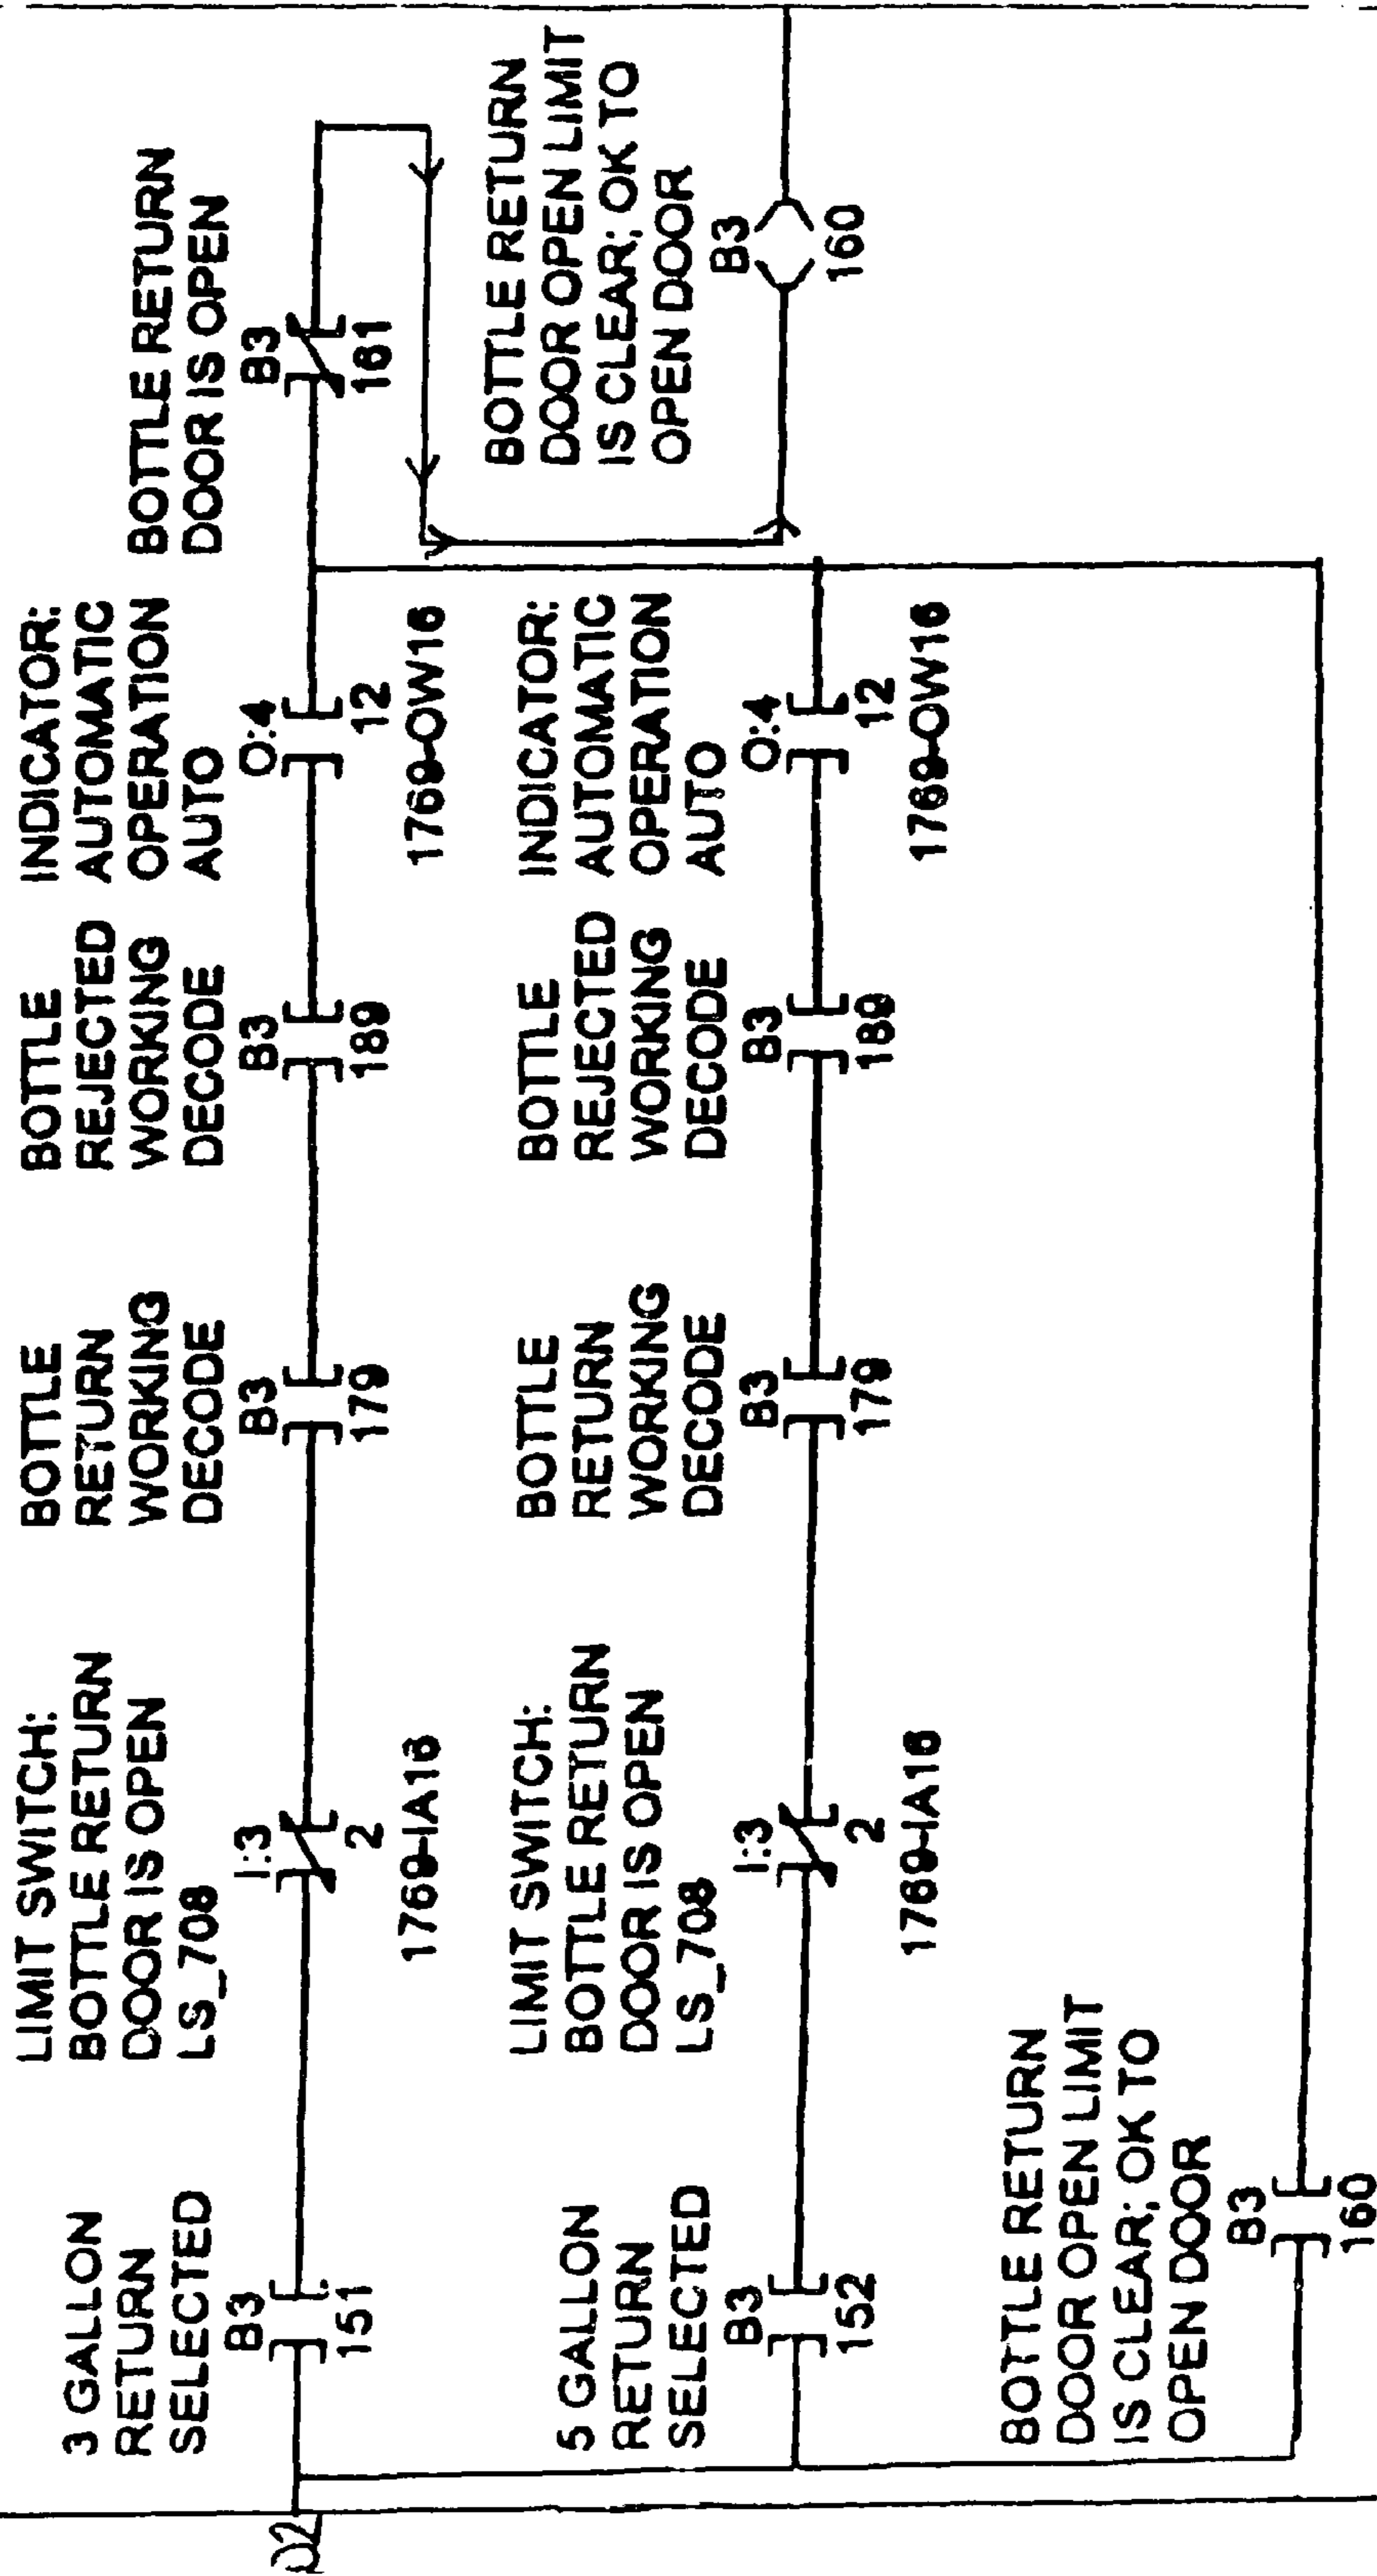 3 GALLON
RETURN
SELECTED
B3
151
LIMIT SWITCH:
BOTTLE RETURN
DOOR IS OPEN
LS_708
I:3
2
1769-IA16
BOTTLE
RETURN
WORKING
DECODE
B3
179
BOTTLE
REJECTED
WORKING
DECODE
B3
189
INDICATOR:
AUTOMATIC
OPERATION
AUTO
O:4
12
1769-OW16
BOTTLE RETURN
DOOR IS OPEN
B3
161
5 GALLON
RETURN
SELECTED
B3
152
LIMIT SWITCH:
BOTTLE RETURN
DOOR IS OPEN
LS_708
I:3
2
1769-IA16
BOTTLE
RETURN
WORKING
DECODE
B3
179
BOTTLE
REJECTED
WORKING
DECODE
B3
189
INDICATOR:
AUTOMATIC
OPERATION
AUTO
O:4
12
1769-OW16
BOTTLE RETURN
DOOR OPEN LIMIT
IS CLEAR; OK TO
OPEN DOOR
B3
160
BOTTLE RETURN
DOOR OPEN LIMIT
IS CLEAR; OK TO
OPEN DOOR
B3
160